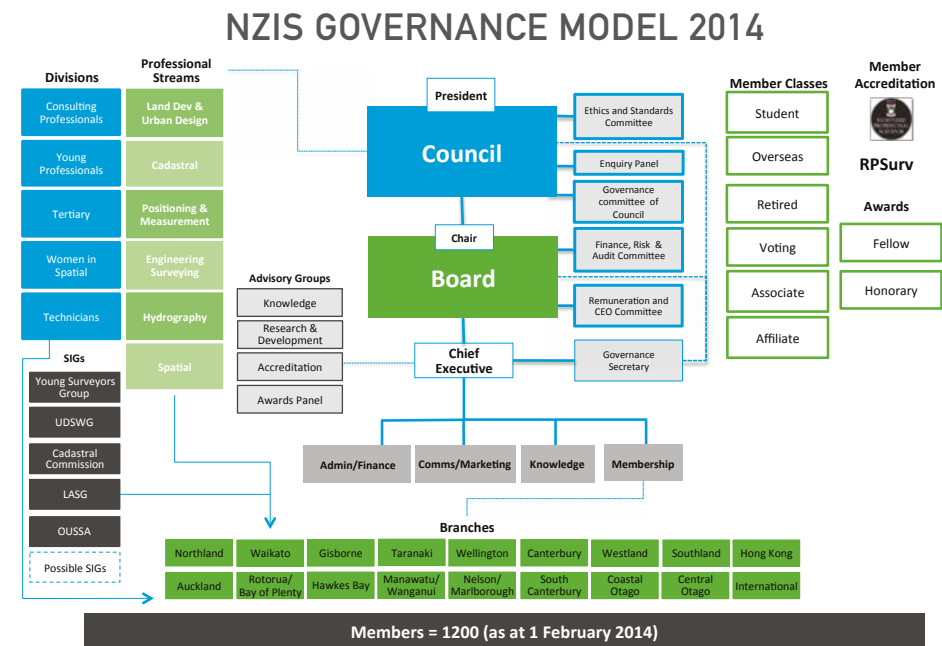 NZIS GOVERNANCE MODEL 2014
Divisions
Consulting
Professionals
Young
Professionals
Tertiary
Women in
Spatial
Technicians
Professional
Streams
Land Dev &
Urban Design
Cadastral
Positioning &
Measurement
Engineering
Surveying
Hydrography
Spatial
SIGs
Young Surveyors
Group
UDSWG
Cadastral
Commission
LASG
OUSSA
Possible SIGs
Advisory Groups
Knowledge
Research &
Development
Accreditation
Awards Panel
President
Council
Chair
Board
Chief
Executive
Ethics and Standards
Committee
Enquiry Panel
Governance
committee of
Council
Finance, Risk &
Audit Committee
Remuneration and
CEO Committee
Governance
Secretary
Admin/Finance
Comms/Marketing
Knowledge
Membership
Member Classes
Student
Overseas
Retired
Voting
Associate
Affiliate
Member
Accreditation
RPSurv
Awards
Fellow
Honorary
Branches
Northland
Waikato
Gisborne
Taranaki
Wellington
Canterbury
Westland
Southland
Hong Kong
Auckland
Rotorua/
Bay of Plenty
Hawkes Bay
Manawatu/
Wanganui
Nelson/
Marlborough
South
Canterbury
Coastal
Otago
Central
Otago
International
Members = 1200 (as at 1 February 2014)